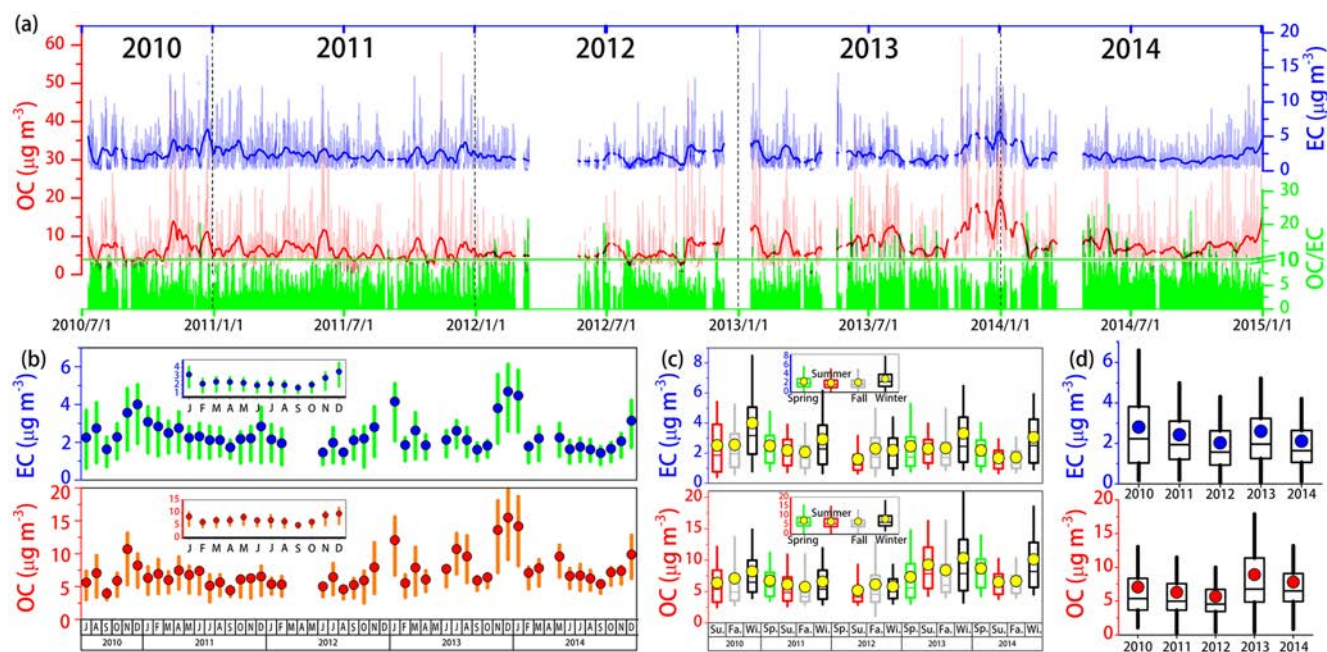 (a)
2010 2011 2012 2013 2014
OC (μg m⁻³)
60
50
40
30
20
10
0
EC (μg m⁻³)
20
15
10
5
0
OC/EC
30
20
10
10
5
0
2010/7/1 2011/1/1 2011/7/1 2012/1/1 2012/7/1 2013/1/1 2013/7/1 2014/1/1 2014/7/1 2015/1/1
(b)
EC (μg m⁻³)
6
4
2
0
4
3
2
1
J F M A M J J A S O N D
OC (μg m⁻³)
20
15
10
5
0
15
10
5
0
J F M A M J J A S O N D
J A S O N D J F M A M J J A S O N D J F M A M J J A S O N D J F M A M J J A S O N D J F M A M J J A S O N D
2010 2011 2012 2013 2014
(c)
EC (μg m⁻³)
8
6
4
2
0
8
6
4
2
0
Summer
Spring Fall Winter
OC (μg m⁻³)
20
15
10
5
0
20
15
10
5
0
Summer
Spring Fall Winter
Su. Fa. Wi. Sp. Su. Fa. Wi. Sp. Su. Fa. Wi. Sp. Su. Fa. Wi. Sp. Su. Fa. Wi.
2010 2011 2012 2013 2014
(d)
EC (μg m⁻³)
6
4
2
0
2010 2011 2012 2013 2014
OC (μg m⁻³)
20
15
10
5
0
2010 2011 2012 2013 2014